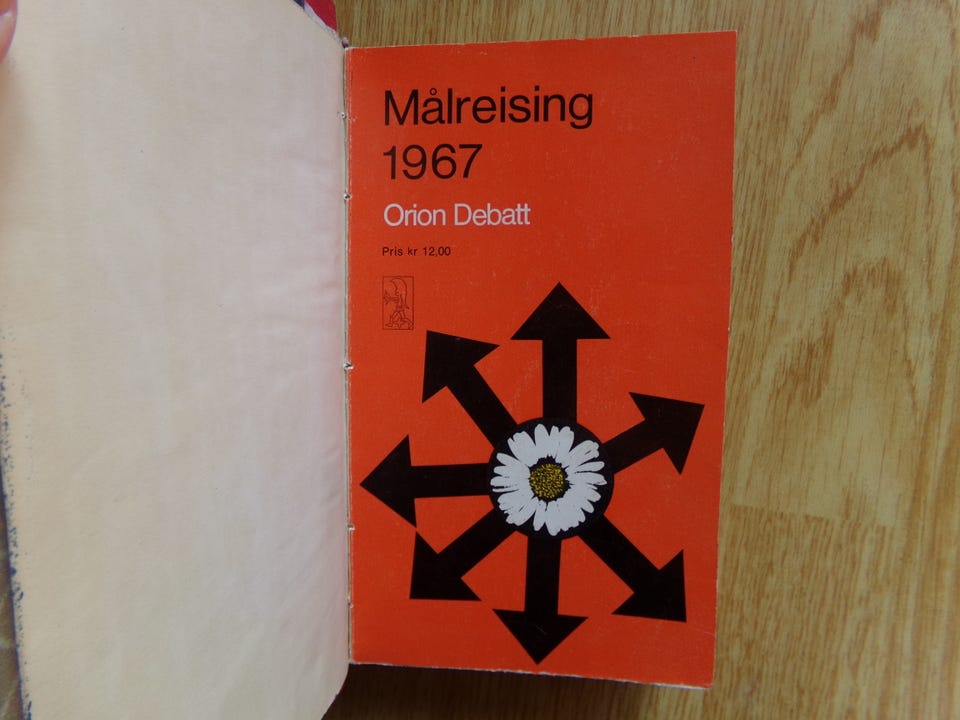 Målreising
1967
Orion Debatt
Pris kr 12,00